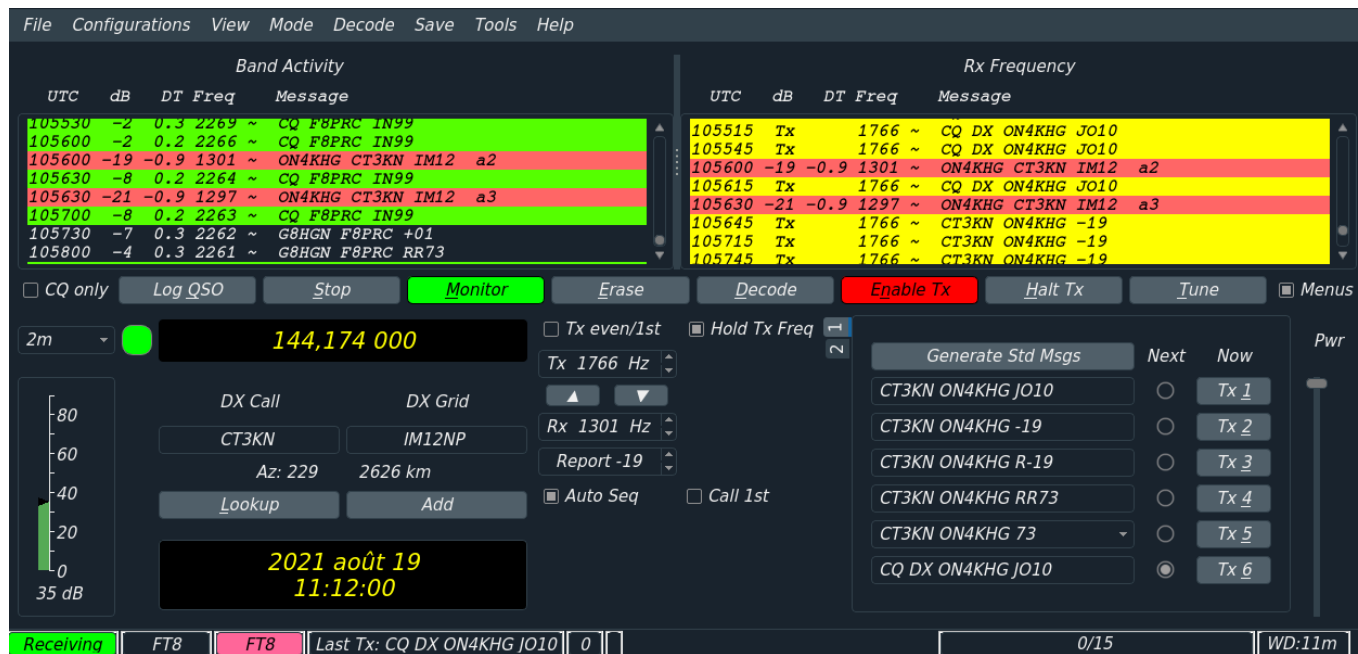 File Configurations View Mode Decode Save Tools Help
Band Activity
UTC dB DT Freq Message
105530 -2 0.3 2269 ~ CQ F8PRC IN99
105600 -2 0.2 2266 ~ CQ F8PRC IN99
105600 -19 -0.9 1301 ~ ON4KHG CT3KN IM12 a2
105630 -8 0.2 2264 ~ CQ F8PRC IN99
105630 -21 -0.9 1297 ~ ON4KHG CT3KN IM12 a3
105700 -8 0.2 2263 ~ CQ F8PRC IN99
105730 -7 0.3 2262 ~ G8HGN F8PRC +01
105800 -4 0.3 2261 ~ G8HGN F8PRC RR73
Rx Frequency
UTC dB DT Freq Message
105515 Tx 1766 ~ CQ DX ON4KHG JO10
105545 Tx 1766 ~ CQ DX ON4KHG JO10
105600 -19 -0.9 1301 ~ ON4KHG CT3KN IM12 a2
105615 Tx 1766 ~ CQ DX ON4KHG JO10
105630 -21 -0.9 1297 ~ ON4KHG CT3KN IM12 a3
105645 Tx 1766 ~ CT3KN ON4KHG -19
105715 Tx 1766 ~ CT3KN ON4KHG -19
105745 Tx 1766 ~ CT3KN ON4KHG -19
CQ only Log QSO Stop Monitor Erase Decode Enable Tx Halt Tx Tune Menus
2m
144,174 000
Tx even/1st Hold Tx Freq
Tx 1766 Hz
DX Call DX Grid
CT3KN IM12NP
Rx 1301 Hz
Az: 229 2626 km
Report -19
Lookup Add
Auto Seq Call 1st
2021 août 19
11:12:00
80
60
40
20
0
35 dB
1
2
Generate Std Msgs Next Now
CT3KN ON4KHG JO10 Tx 1
CT3KN ON4KHG -19 Tx 2
CT3KN ON4KHG R-19 Tx 3
CT3KN ON4KHG RR73 Tx 4
CT3KN ON4KHG 73 Tx 5
CQ DX ON4KHG JO10 Tx 6
Pwr
Receiving FT8 FT8 Last Tx: CQ DX ON4KHG JO10 0 0/15 WD:11m